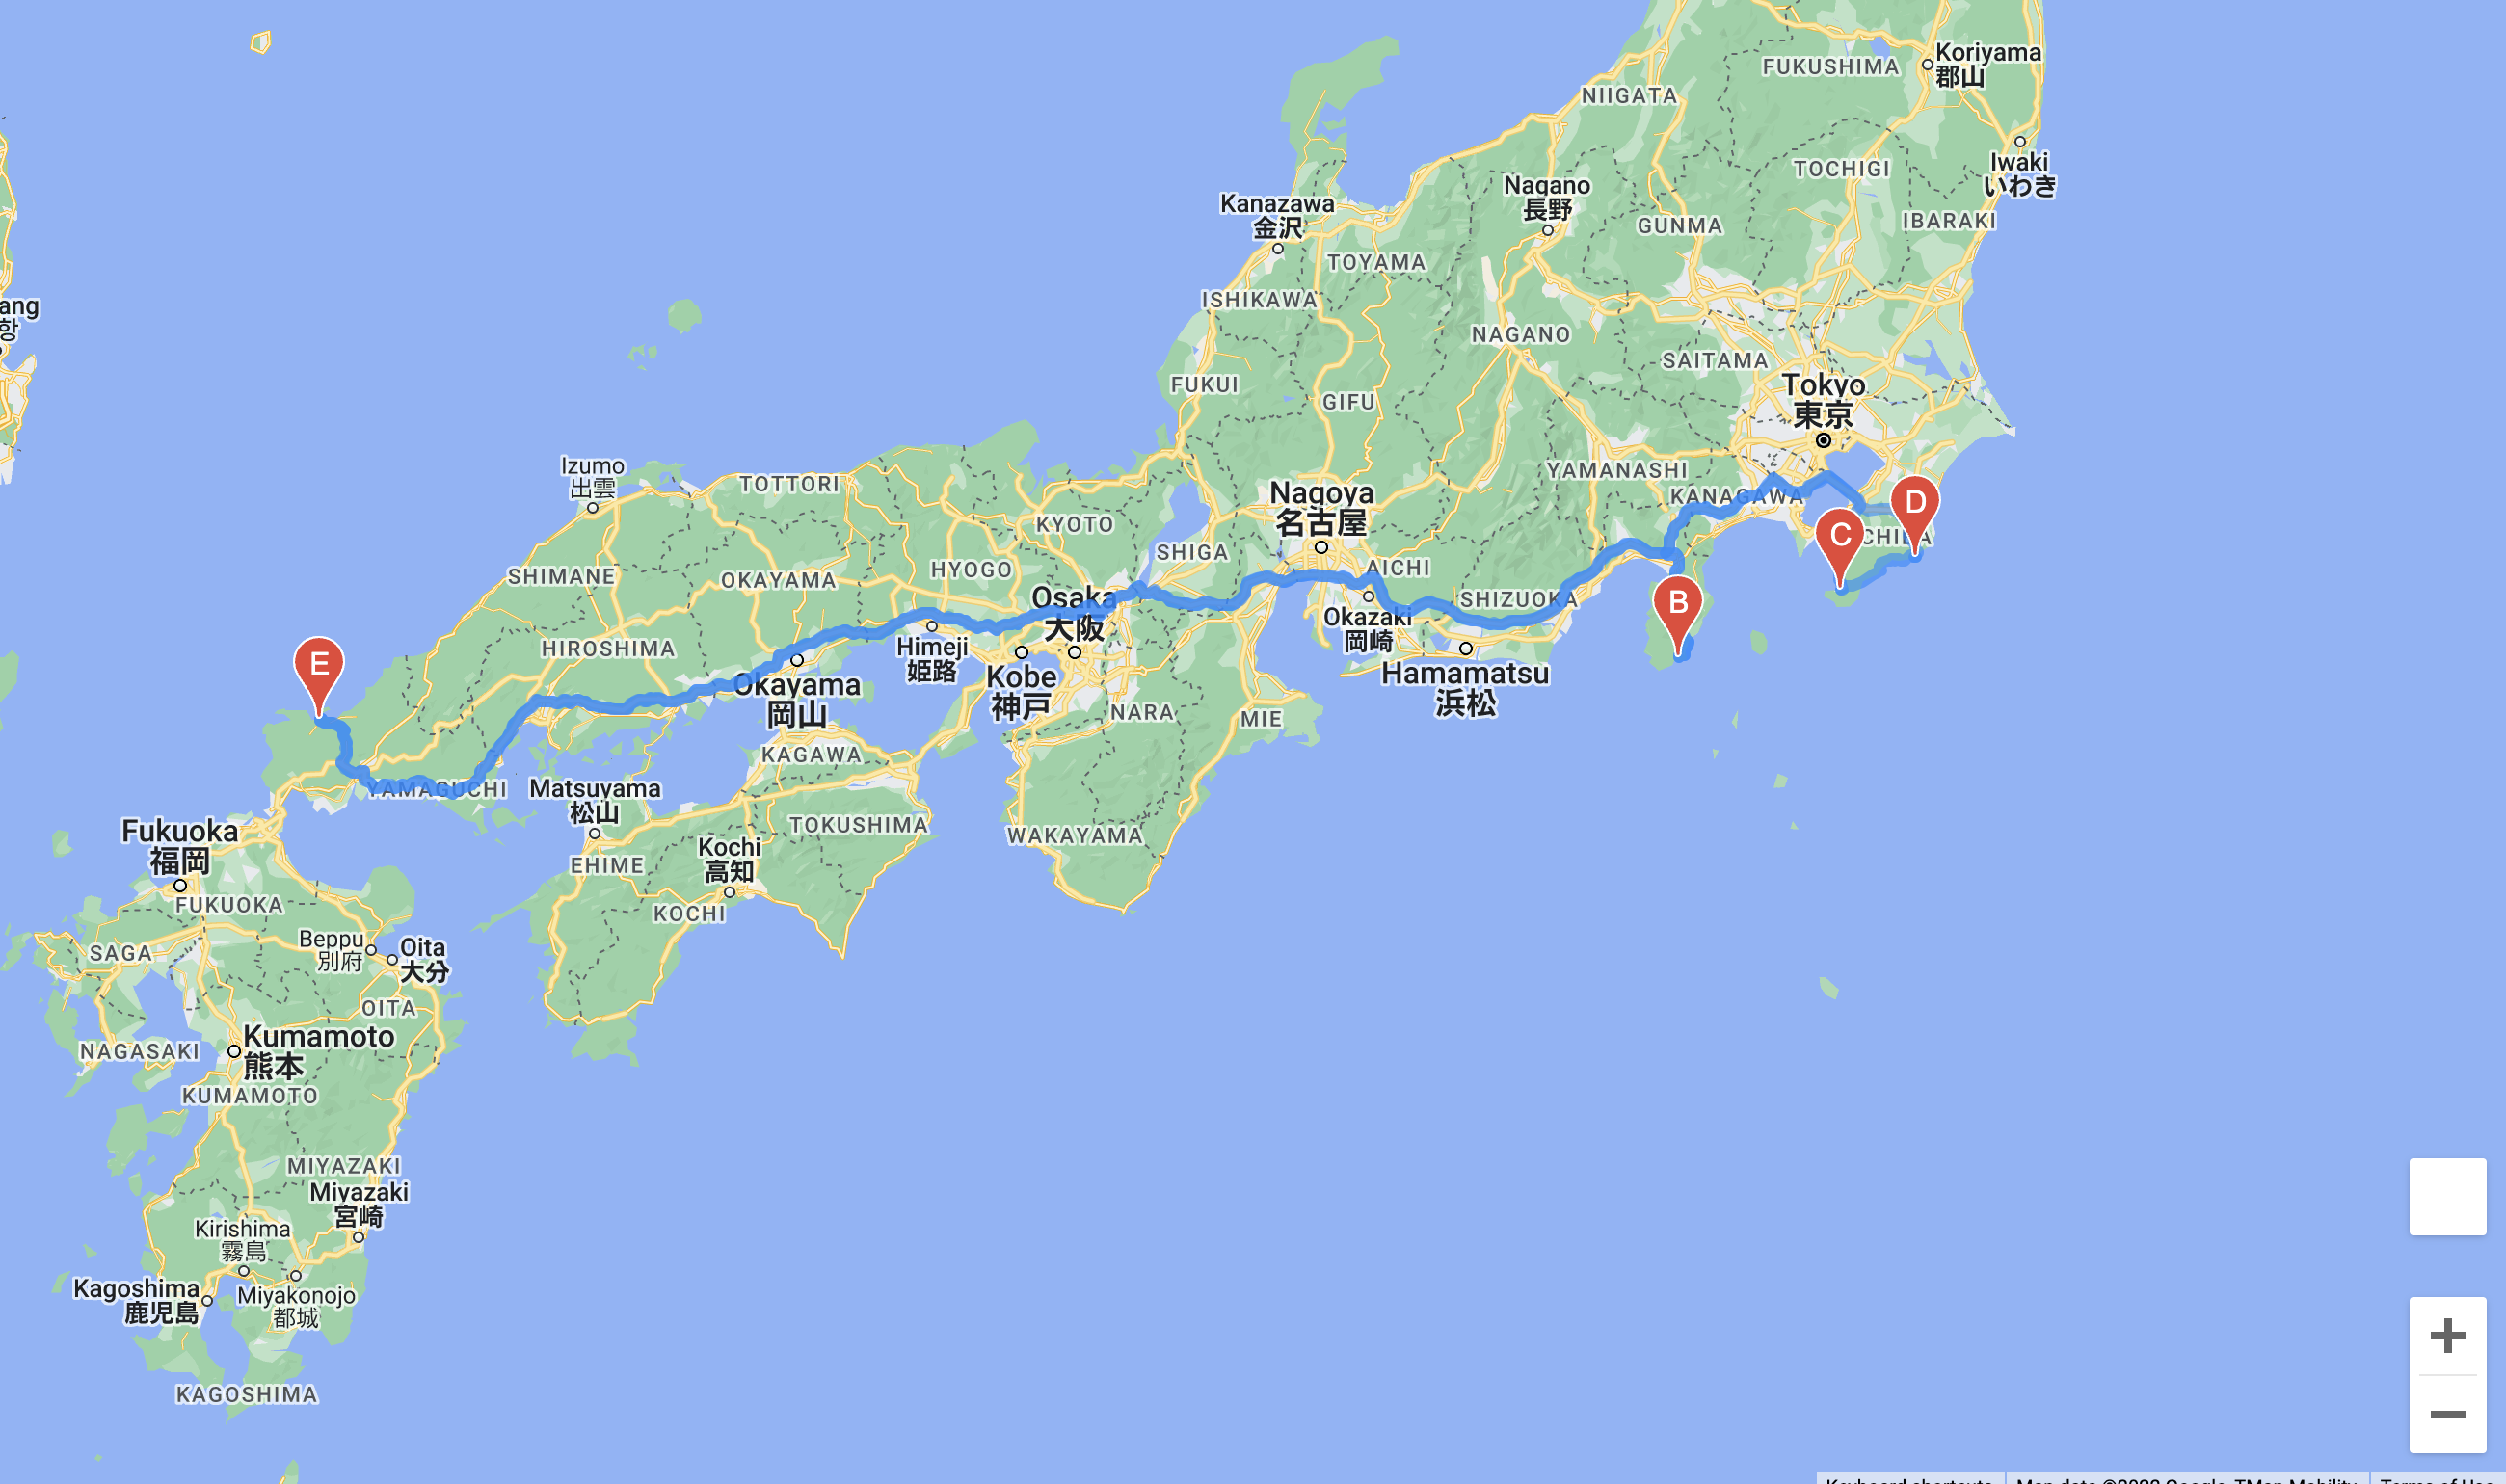 Koriyama
郡山
FUKUSHIMA
NIIGATA
Iwaki
いわき
TOCHIGI
Nagano
長野
Kanazawa
金沢
IBARAKI
GUNMA
TOYAMA
ISHIKAWA
ang
항
NAGANO
SAITAMA
FUKUI
Tokyo
東京
GIFU
Izumo
出雲
YAMANASHI
TOTTORI
KANAGAWA
Nagoya
名古屋
D
KYOTO
C
CHIBA
SHIGA
HYOGO
AICHI
SHIMANE
OKAYAMA
Osaka
大阪
SHIZUOKA
B
Okazaki
岡崎
HIROSHIMA
Himeji
姫路
E
Kobe
神戸
Hamamatsu
浜松
Okayama
岡山
NARA
MIE
KAGAWA
YAMAGUCHI
Matsuyama
松山
Fukuoka
福岡
TOKUSHIMA
WAKAYAMA
Kochi
高知
EHIME
FUKUOKA
KOCHI
Beppu
別府
Oita
大分
SAGA
OITA
Kumamoto
熊本
NAGASAKI
KUMAMOTO
MIYAZAKI
Miyazaki
宮崎
Kirishima
霧島
Kagoshima
鹿児島
Miyakonojo
都城
KAGOSHIMA
Keyboard shortcuts Map data ©2022 Google, TMap Mobility Terms of Use